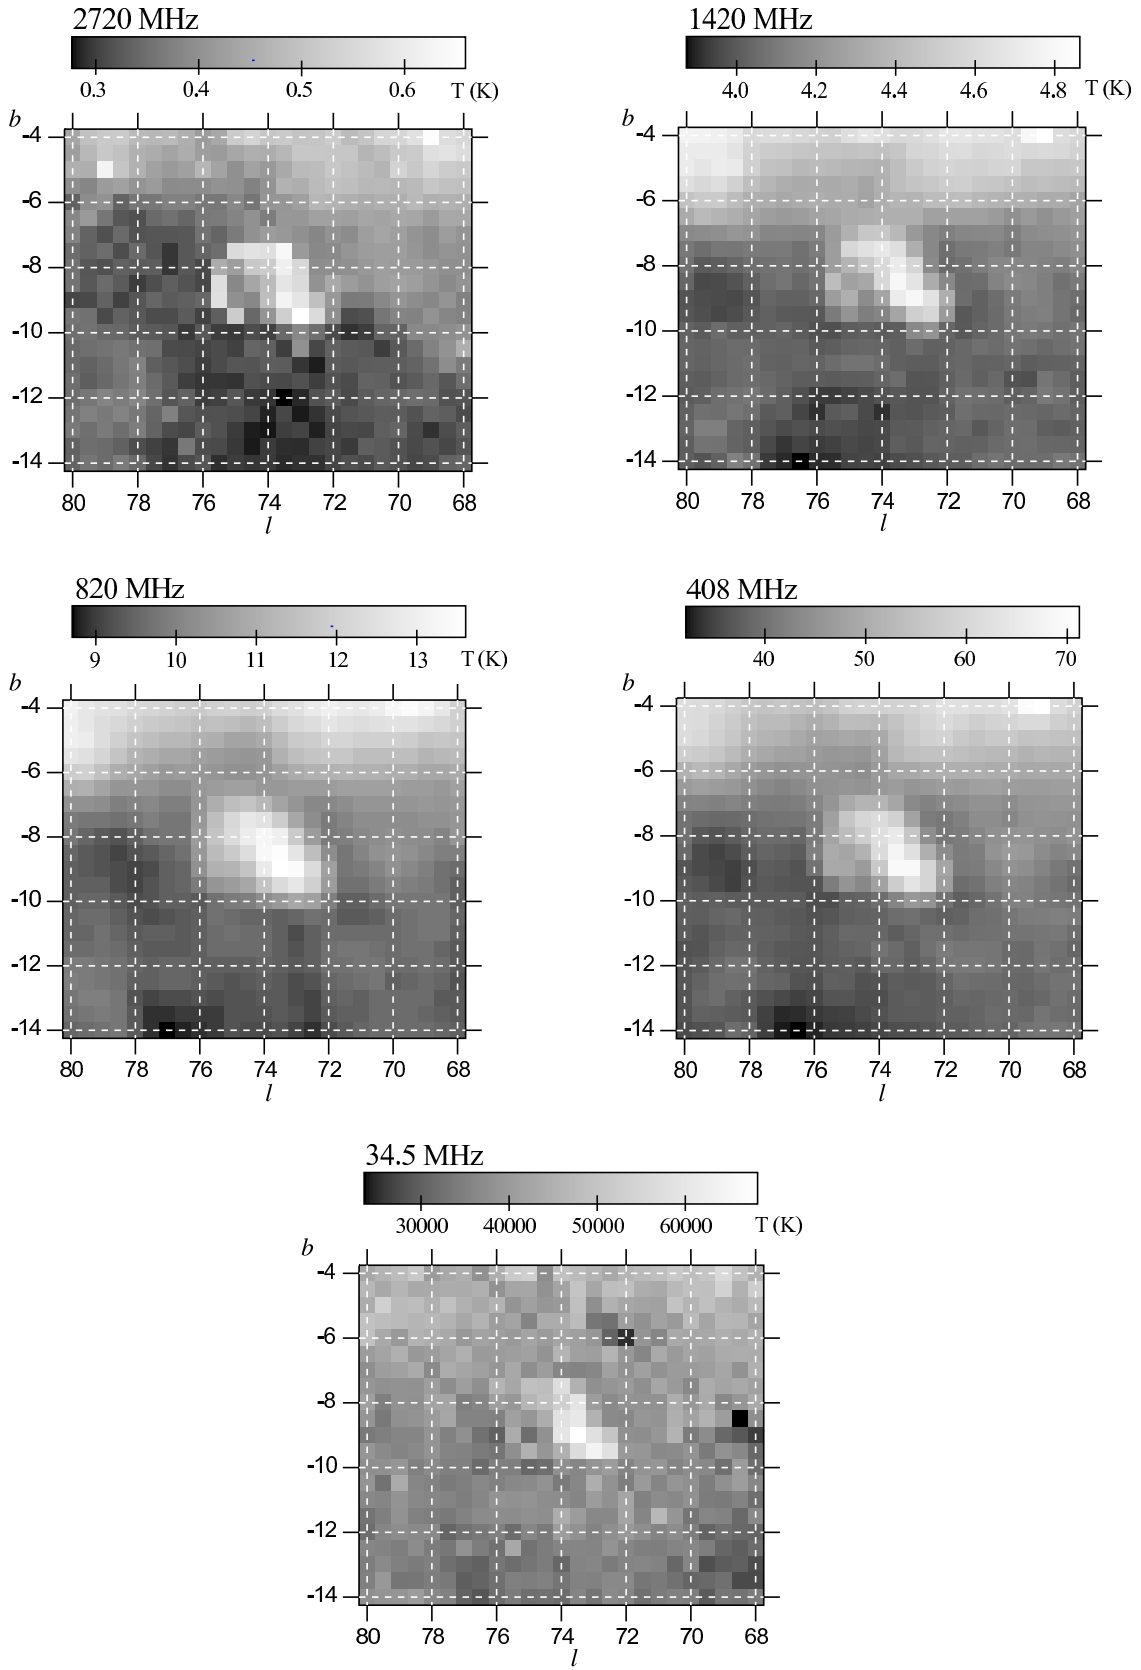 2720 MHz
0.3 0.4 0.5 0.6 T (K)
b
-4
-6
-8
-10
-12
-14
80 78 76 74 72 70 68
l
1420 MHz
4.0 4.2 4.4 4.6 4.8 T (K)
b
-4
-6
-8
-10
-12
-14
80 78 76 74 72 70 68
l
820 MHz
9 10 11 12 13 T (K)
b
-4
-6
-8
-10
-12
-14
80 78 76 74 72 70 68
l
408 MHz
40 50 60 70
b
-4
-6
-8
-10
-12
-14
80 78 76 74 72 70 68
l
34.5 MHz
30000 40000 50000 60000 T (K)
b
-4
-6
-8
-10
-12
-14
80 78 76 74 72 70 68
l